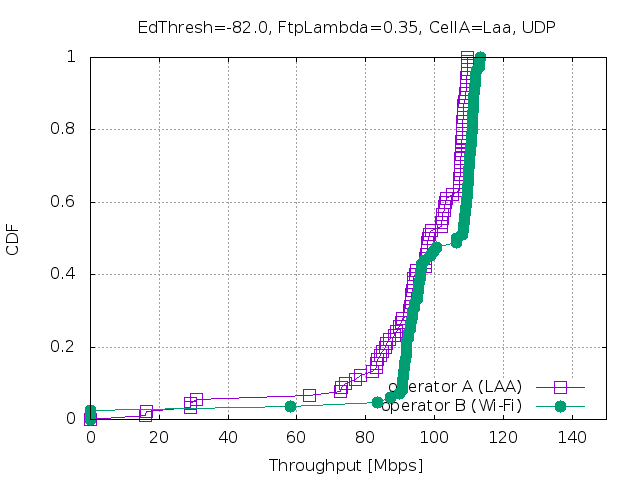 EdThresh=-82.0, FtpLambda=0.35, CellA=Laa, UDP
1
0.8
0.6
0.4
0.2
0
CDF
operator A (LAA)
operator B (Wi-Fi)
0 20 40 60 80 100 120 140
Throughput [Mbps]